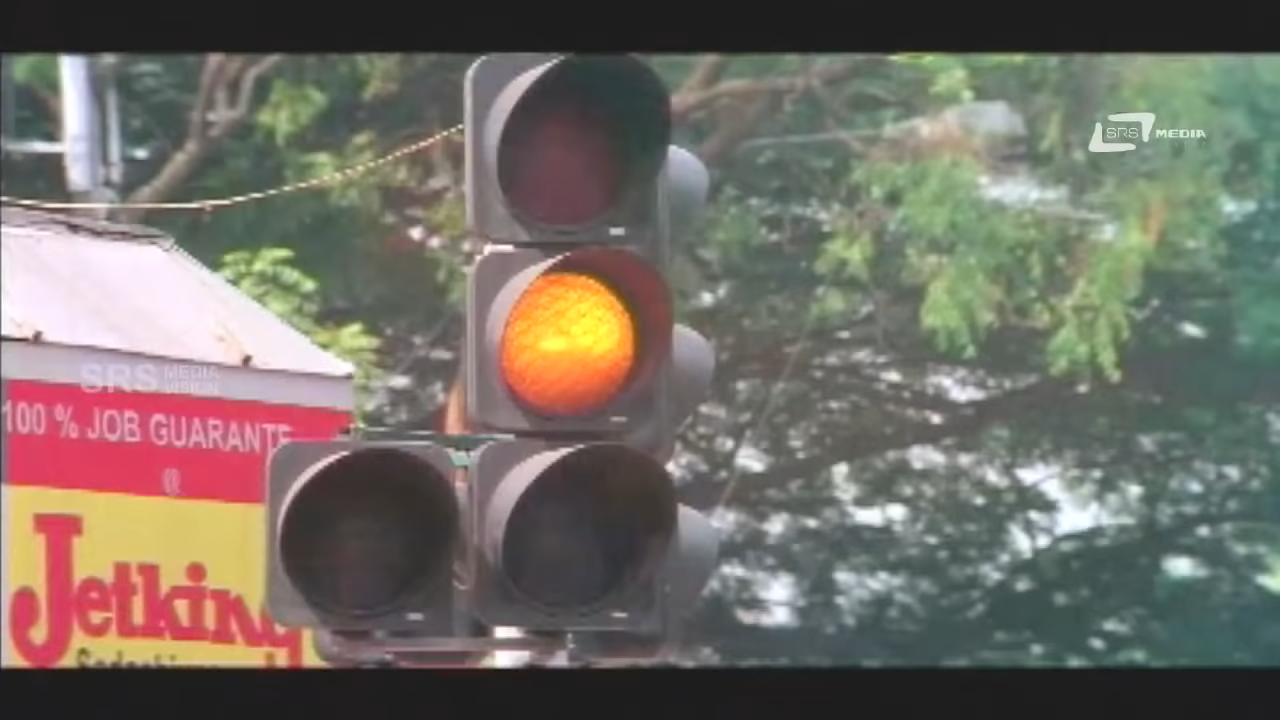 SRS MEDIA
SRS MEDIA
VISION
100 % JOB GUARANTE
@
Jetking